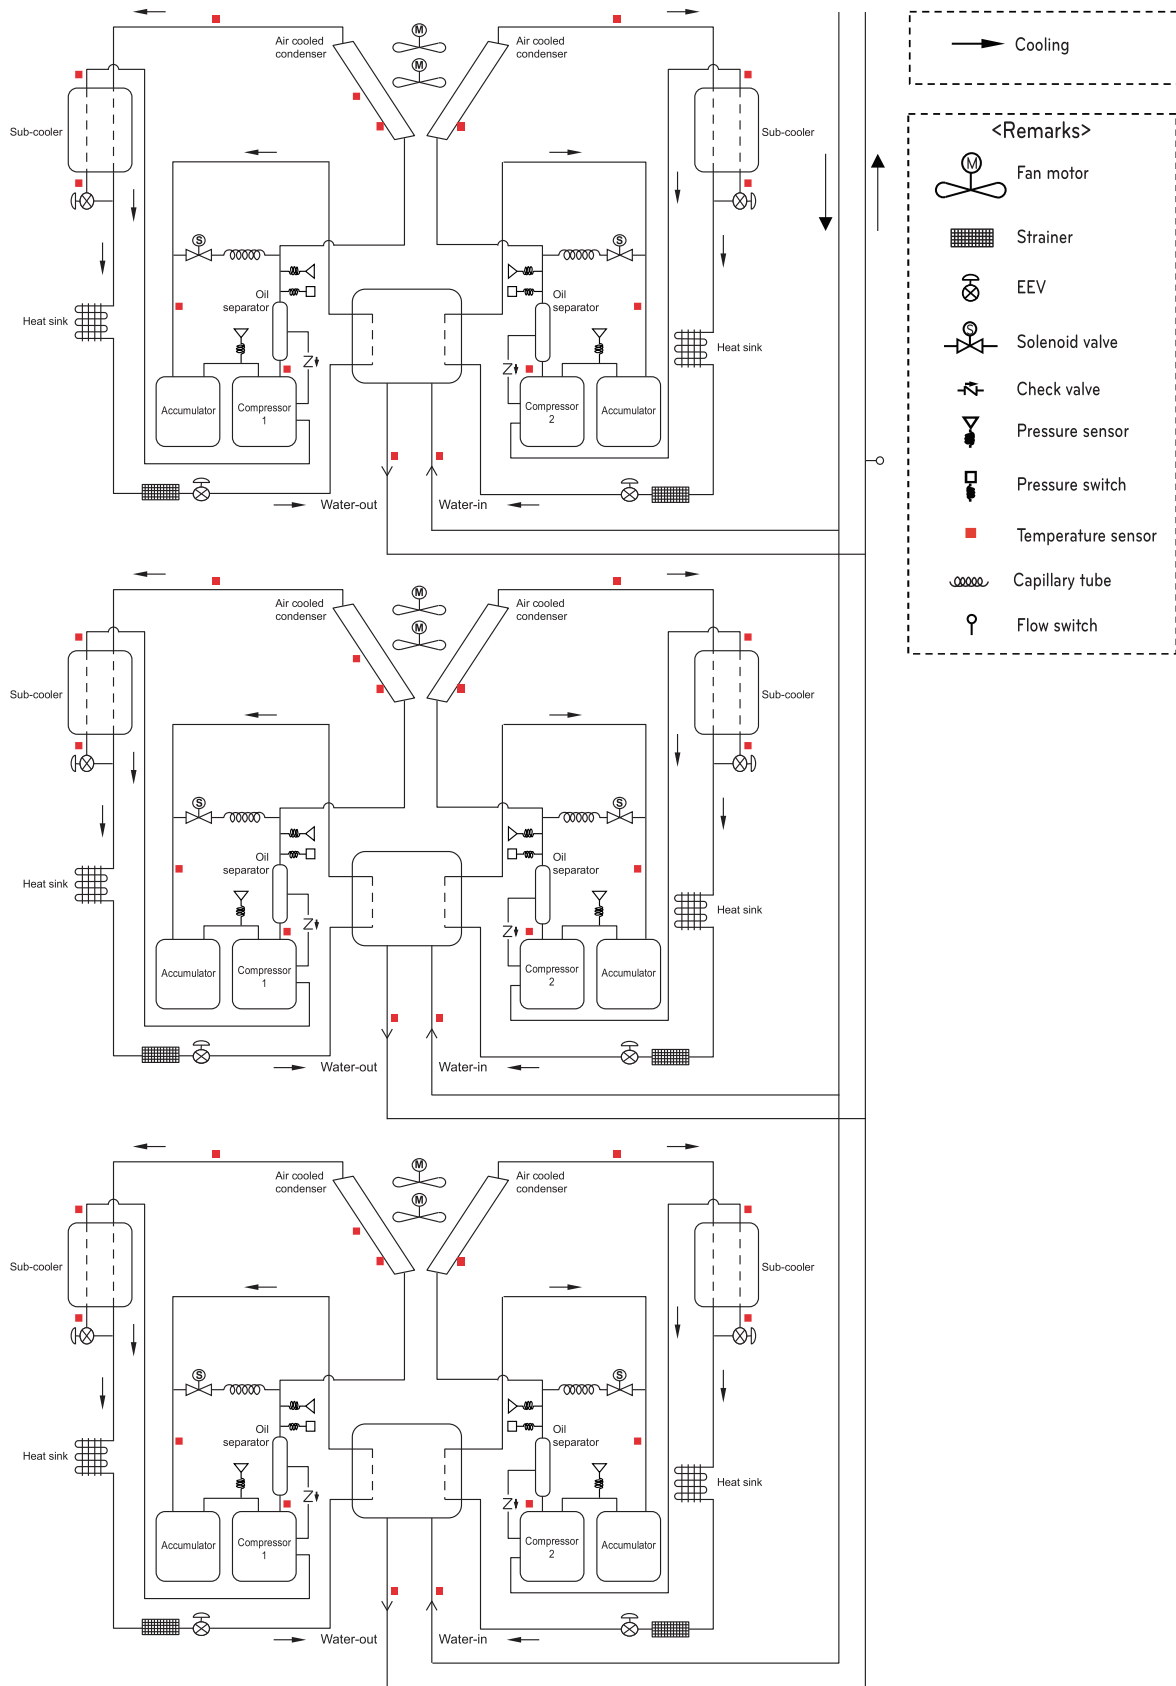 M
Air cooled
condenser
Air cooled
condenser
M
Sub-cooler
Sub-cooler
S
S
Oil
separator
Oil
separator
Heat sink
Heat sink
Accumulator
Compressor
1
Compressor
2
Accumulator
Water-out
Water-in
M
Air cooled
condenser
Air cooled
condenser
M
Sub-cooler
Sub-cooler
S
S
Oil
separator
Oil
separator
Heat sink
Heat sink
Accumulator
Compressor
1
Compressor
2
Accumulator
Water-out
Water-in
M
Air cooled
condenser
Air cooled
condenser
M
Sub-cooler
Sub-cooler
S
S
Oil
separator
Oil
separator
Heat sink
Heat sink
Accumulator
Compressor
1
Compressor
2
Accumulator
Water-out
Water-in
Cooling
<Remarks>
M
Fan motor
Strainer
EEV
S
Solenoid valve
Check valve
Pressure sensor
Pressure switch
Temperature sensor
Capillary tube
Flow switch